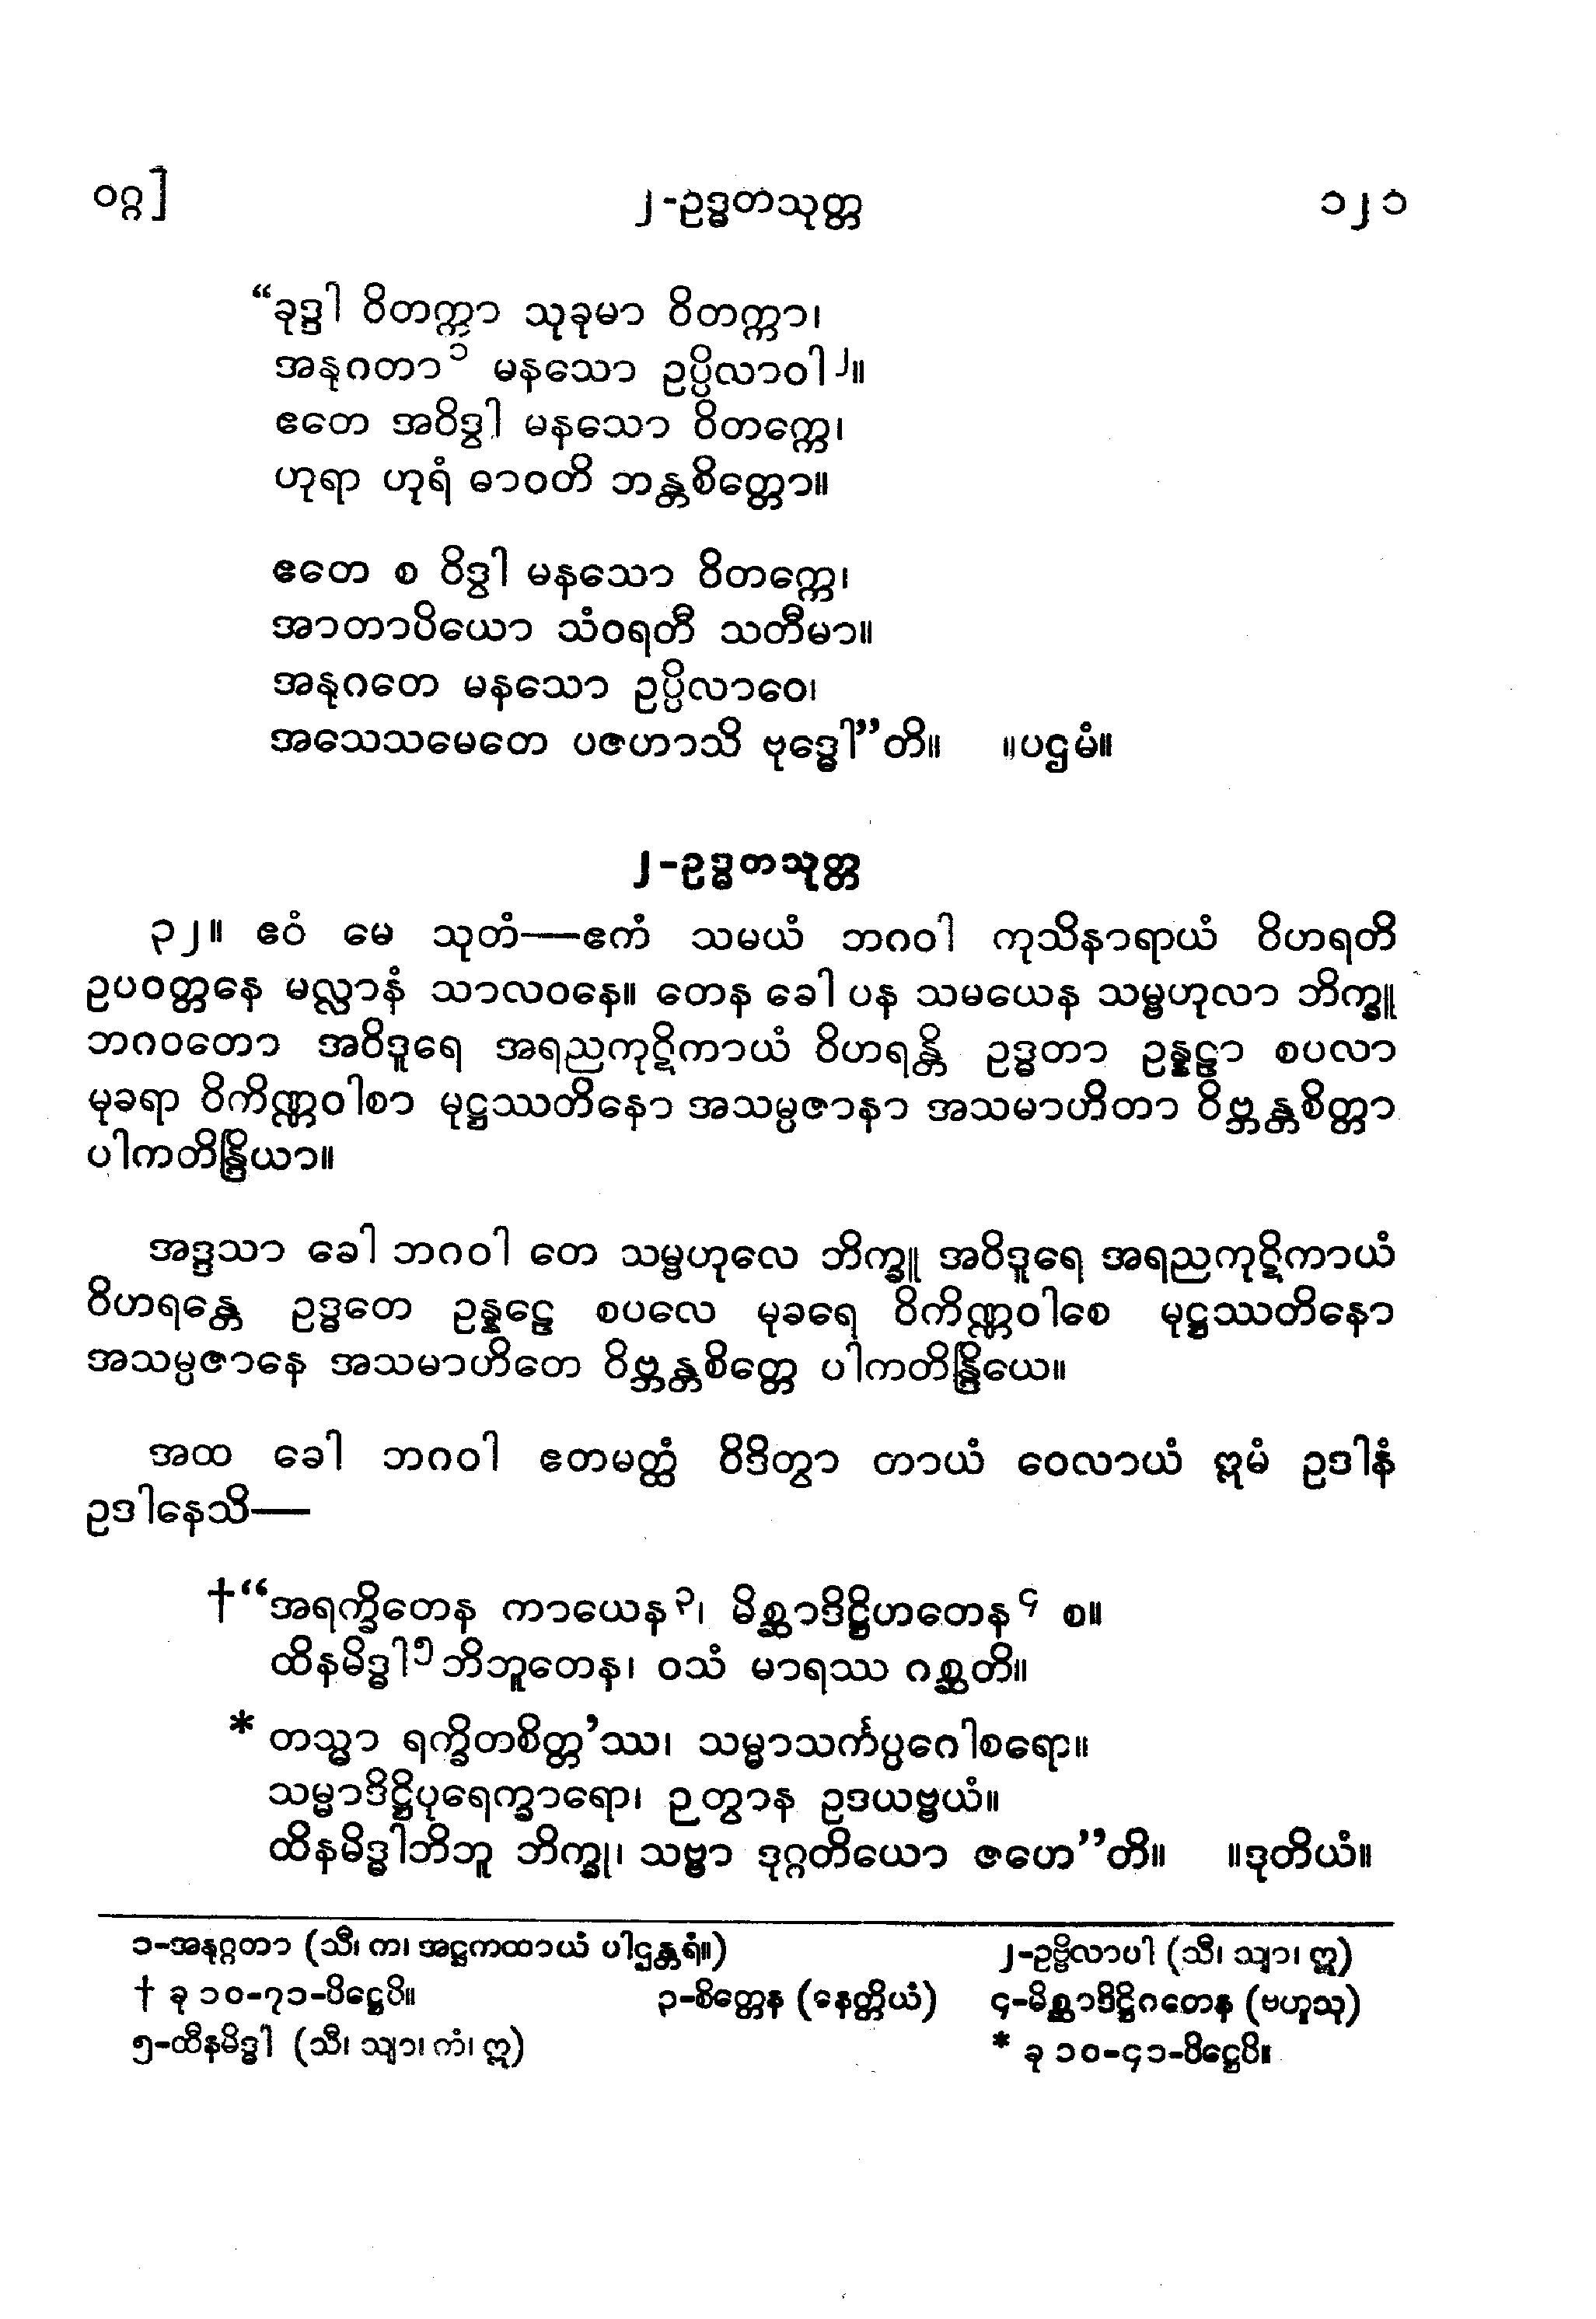 ဝဂ္ဂ]	၂-ဥဒ္ဓတသုတ္တ	၁၂၁
“ခုဒ္ဒါ ဝိတက္ကာ သုခုမာ ဝိတက္ကာ၊
အနုဂတာ၁ မနသော ဥပ္ပိလာဝါ၂။
ဧတေ အဝိဒွါ မနသော ဝိတက္ကေ၊
ဟုရာ ဟုရံ ဓာဝတိ ဘန္တစိတ္တော။
ဧတေ စ ဝိဒွါ မနသော ဝိတက္ကေ၊
အာတာပိယော သံဝရတီ သတီမာ။
အနုဂတေ မနသော ဥပ္ပိလာဝေ၊
အသေသမေတေ ပဇဟာသိ ဗုဒ္ဓေါ”တိ။ ။ပဌမံ။
၂-ဥဒ္ဓတသုတ္တ
၃၂။ ဧဝံ မေ သုတံ—ဧကံ သမယံ ဘဂဝါ ကုသိနာရာယံ ဝိဟရတိ
ဥပဝတ္တနေ မလ္လာနံ သာလဝနေ။ တေန ခေါ ပန သမယေန သမ္ဗဟုလာ ဘိက္ခူ
ဘဂဝတော အဝိဒူရေ အရညကုဋိကာယံ ဝိဟရန္တိ ဥဒ္ဓတာ ဥန္နဠာ စပလာ
မုခရာ ဝိကိဏ္ဏဝါစာ မုဋ္ဌဿတိနော အသမ္ပဇာနာ အသမာဟိတာ ဝိဗ္ဘန္တစိတ္တာ
ပါကတိန္ဒြိယာ။
အဒ္ဒသာ ခေါ ဘဂဝါ တေ သမ္ဗဟုလေ ဘိက္ခူ အဝိဒူရေ အရညကုဋိကာယံ
ဝိဟရန္တေ ဥဒ္ဓတေ ဥန္နဠေ စပလေ မုခရေ ဝိကိဏ္ဏဝါစေ မုဋ္ဌဿတိနော
အသမ္ပဇာနေ အသမာဟိတေ ဝိဗ္ဘန္တစိတ္တေ ပါကတိန္ဒြိယေ။
အထ ခေါ ဘဂဝါ ဧတမတ္ထံ ဝိဒိတွာ တာယံ ဝေလာယံ ဣမံ ဥဒါနံ
ဥဒါနေသိ—
†“အရက္ခိတေန ကာယေန၃၊ မိစ္ဆာဒိဋ္ဌိဟတေန၄ စ။
ထိနမိဒ္ဓါ၅ဘိဘူတေန၊ ဝသံ မာရဿ ဂစ္ဆတိ။
* တသ္မာ ရက္ခိတစိတ္တ’ဿ၊ သမ္မာသင်္ကပ္ပဂေါစရော။
သမ္မာဒိဋ္ဌိပုရေက္ခာရော၊ ဉတွာန ဥဒယဗ္ဗယံ။
ထိနမိဒ္ဓါဘိဘူ ဘိက္ခု၊ သဗ္ဗာ ဒုဂ္ဂတိယော ဇဟေ”တိ။ ။ဒုတိယံ။
၁-အနုဂ္ဂတာ (သီ၊ က၊ အဋ္ဌကထာယံ ပါဌန္တရံ။)	၂-ဥဗ္ဗိလာပါ (သီ၊ သျာ၊ ဣ)
† ခု ၁၀-၇၁-ပိဋ္ဌေပိ။	၃-စိတ္တေန (နေတ္တိယံ)	၄-မိစ္ဆာဒိဋ္ဌိဂတေန (ဗဟူသု)
၅-ထီနမိဒ္ဓါ (သီ၊ သျာ၊ ကံ၊ ဣ)	* ခု ၁၀-၄၁-ပိဋ္ဌေပိ။